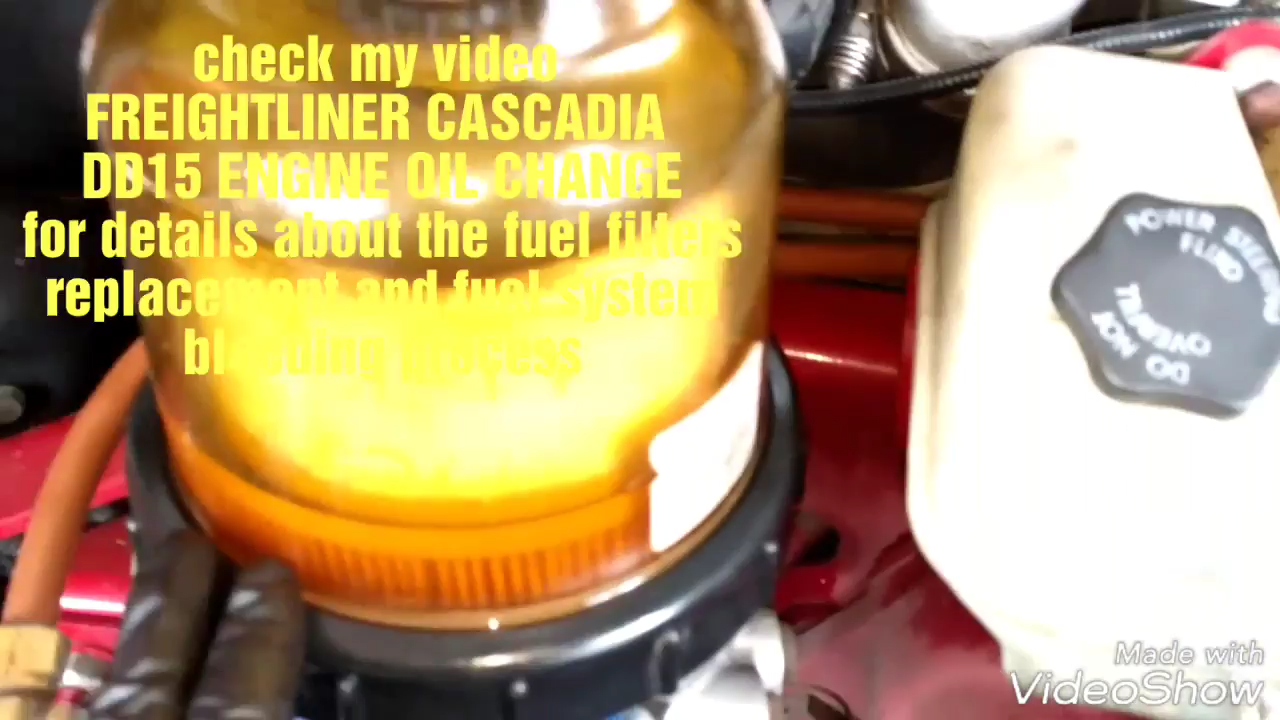 check my video
FREIGHTLINER CASCADIA
DD15 ENGINE OIL CHANGE
for details about the fuel filters
replacement and fuel system
bleeding process
POWER STEERING
FLUID
DO NOT
OVERFILL
Made with
VideoShow